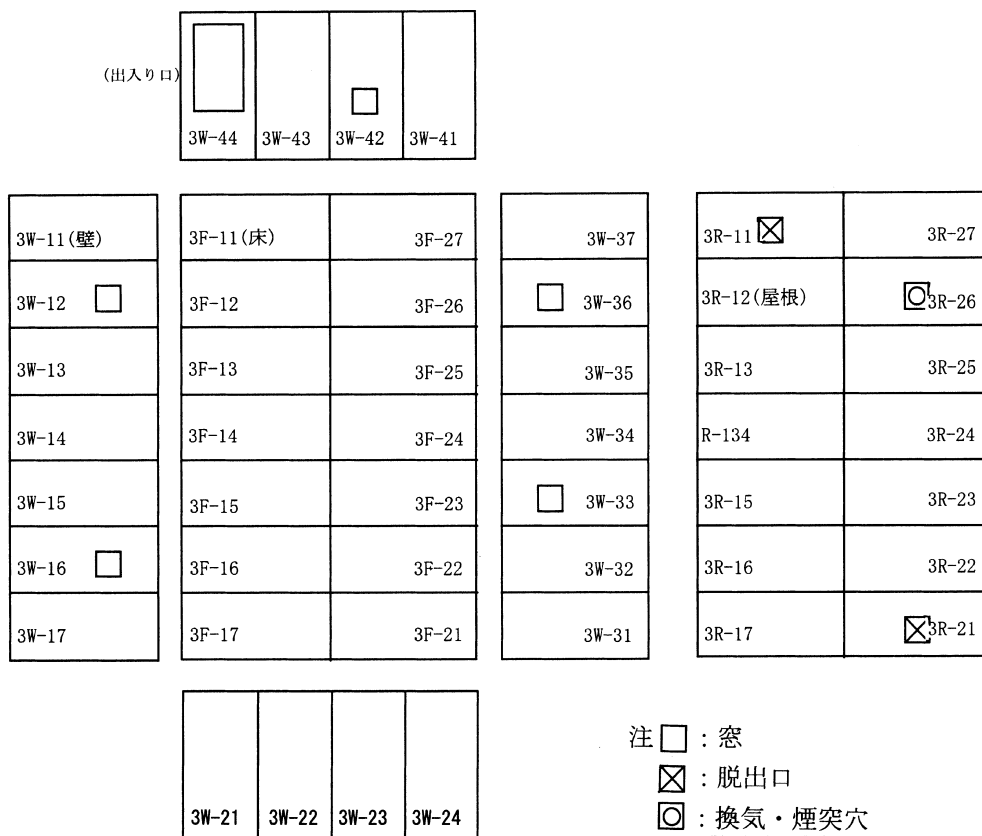 (出入り口)
3W-44 3W-43 3W-42 3W-41
3W-11(壁) 3F-11(床) 3F-27 3W-37 3R-11 3R-27
3W-12 3F-12 3F-26 3W-36 3R-12(屋根) 3R-26
3W-13 3F-13 3F-25 3W-35 3R-13 3R-25
3W-14 3F-14 3F-24 3W-34 R-134 3R-24
3W-15 3F-15 3F-23 3W-33 3R-15 3R-23
3W-16 3F-16 3F-22 3W-32 3R-16 3R-22
3W-17 3F-17 3F-21 3W-31 3R-17 3R-21
3W-21 3W-22 3W-23 3W-24
注 : 窓
: 脱出口
: 換気・煙突穴